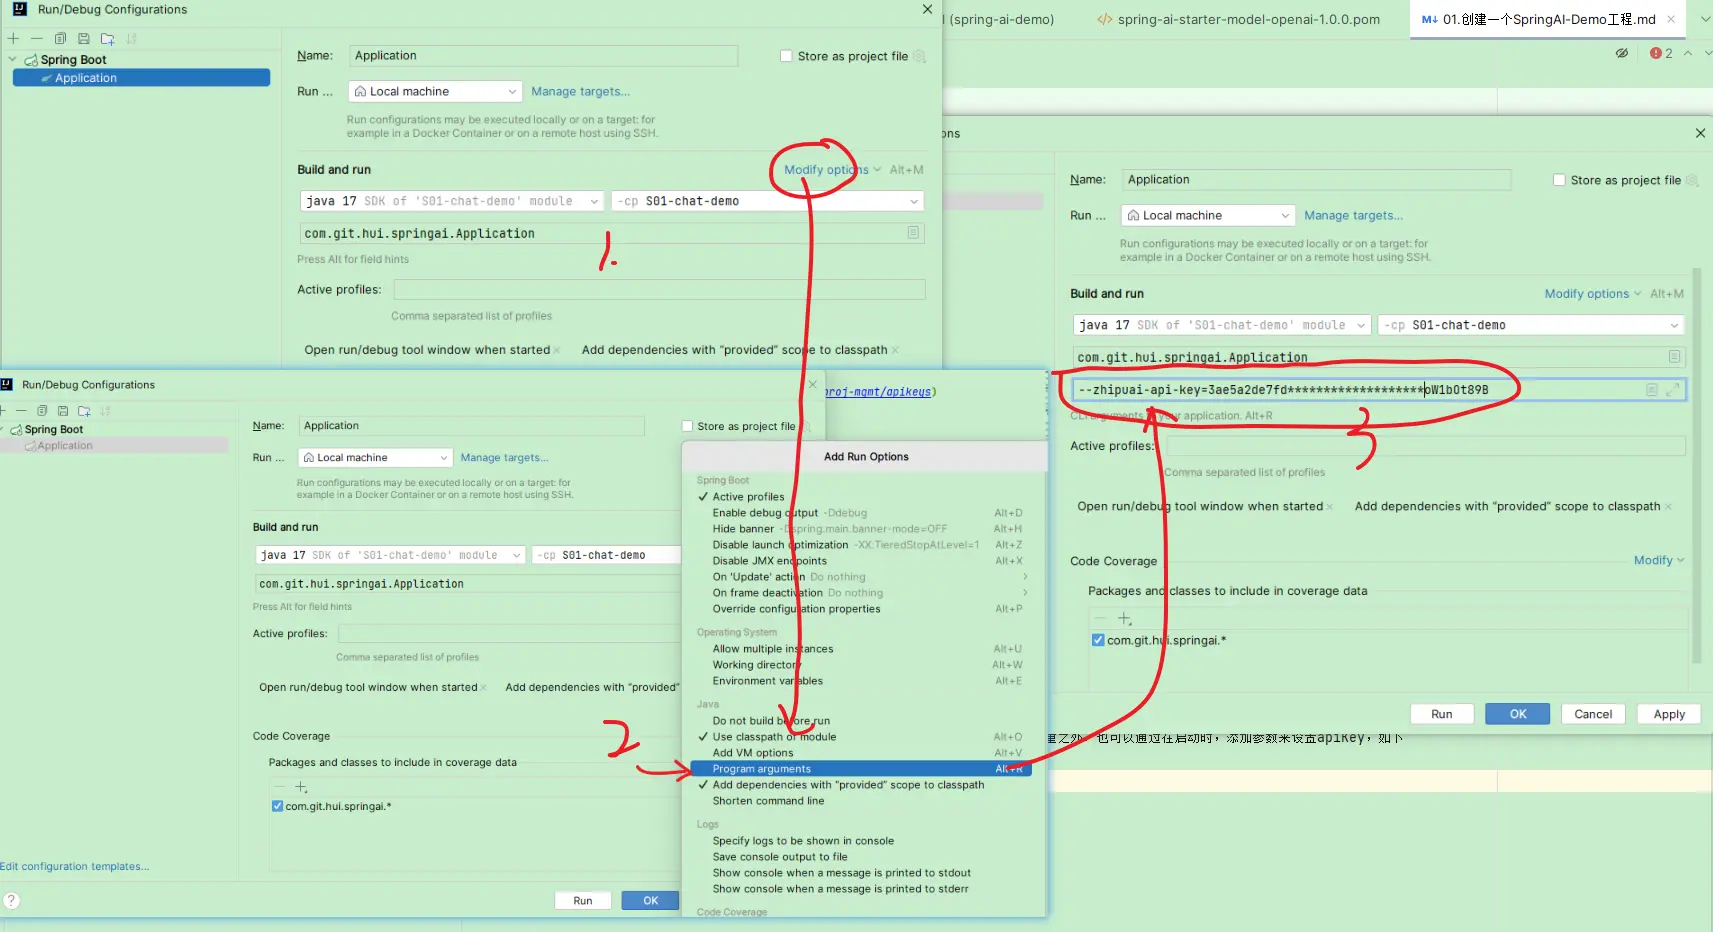 Run/Debug Configurations
Spring Boot
Application
Name: Application
Store as project file
Run ... Local machine Manage targets...
Run configurations may be executed locally or on a target: for
example in a Docker Container or on a remote host using SSH.
Build and run
Modify options Alt+M
java 17 SDK of 'S01-chat-demo' module
-cp S01-chat-demo
com.git.hui.springai.Application
1.
Press Alt for field hints
Active profiles:
Comma separated list of profiles
Open run/debug tool window when started
Add dependencies with "provided" scope to classpath
(spring-ai-demo)
spring-ai-starter-model-openai-1.0.0.pom
M↓ 01.创建一个SpringAI-Demo工程.md
2
ons
Name: Application
Store as project file
Run ... Local machine Manage targets...
Run configurations may be executed locally or on a target: for
example in a Docker Container or on a remote host using SSH.
Build and run
Modify options Alt+M
java 17 SDK of 'S01-chat-demo' module
-cp S01-chat-demo
com.git.hui.springai.Application
--zhipuai-api-key=3ae5a2de7fd*******************oW1bOt89B
CLI arguments your application. Alt+R
3
Active profiles:
Comma separated list of profiles
Open run/debug tool window when started
Add dependencies with "provided" scope to classpath
Code Coverage
Modify
Packages and classes to include in coverage data
com.git.hui.springai.*
Run
OK
Cancel
Apply
量之外，也可以通过在启动时，添加参数来设置apiKey，如下
proj-mgmt/apikeys)
Run/Debug Configurations
Spring Boot
Application
Name: Application
Store as project file
Run ... Local machine Manage targets...
Run configurations may be executed locally or on a target: for
example in a Docker Container or on a remote host using SSH.
Build and run
java 17 SDK of 'S01-chat-demo' module
-cp S01-chat-demo
com.git.hui.springai.Application
Press Alt for field hints
Active profiles:
Comma separated list of profiles
Open run/debug tool window when started
Add dependencies with "provided"
Code Coverage
2
Packages and classes to include in coverage data
com.git.hui.springai.*
Edit configuration templates...
?
Run
OK
Add Run Options
Spring Boot
Active profiles
Enable debug output -Ddebug Alt+D
Hide banner -Dspring.main.banner-mode=OFF Alt+H
Disable launch optimization -XX:TieredStopAtLevel=1 Alt+Z
Disable JMX endpoints Alt+X
On 'Update' action Do nothing
On frame deactivation Do nothing
Override configuration properties Alt+P
Operating System
Allow multiple instances Alt+U
Working directory Alt+W
Environment variables Alt+E
Java
Do not build before run
Use classpath of module Alt+O
Add VM options Alt+V
Program arguments Alt+R
Add dependencies with "provided" scope to classpath
Shorten command line
Logs
Specify logs to be shown in console
Save console output to file
Show console when a message is printed to stdout
Show console when a message is printed to stderr
Code Coverage